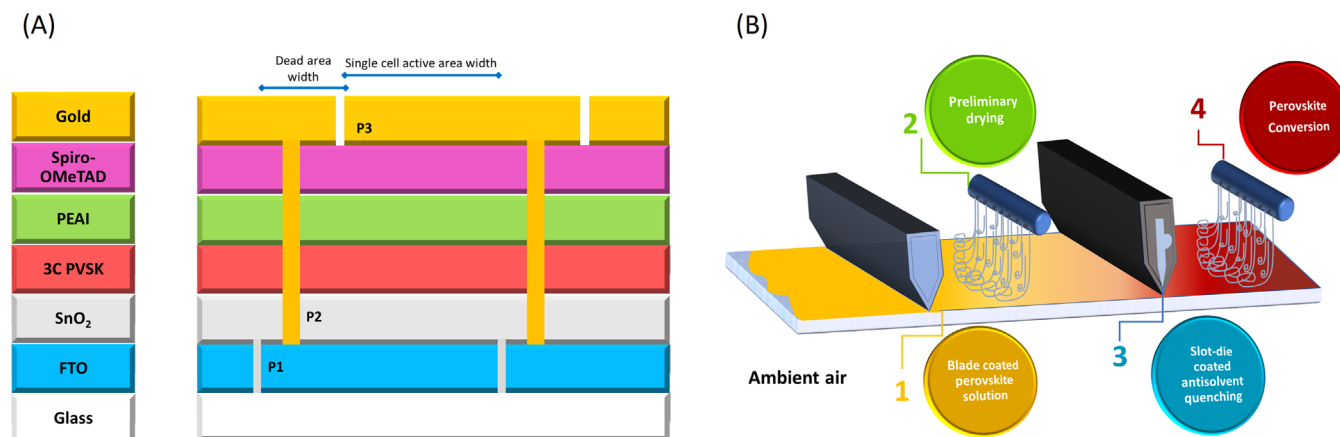 (A)
Dead area
width
Single cell active area width
Gold
Spiro-
OMeTAD
PEAI
3C PVSK
SnO₂
FTO
Glass
P3
P2
P1
(B)
2
Preliminary
drying
4
Perovskite
Conversion
Ambient air
1
Blade coated
perovskite
solution
3
Slot-die
coated
antisolvent
quenching